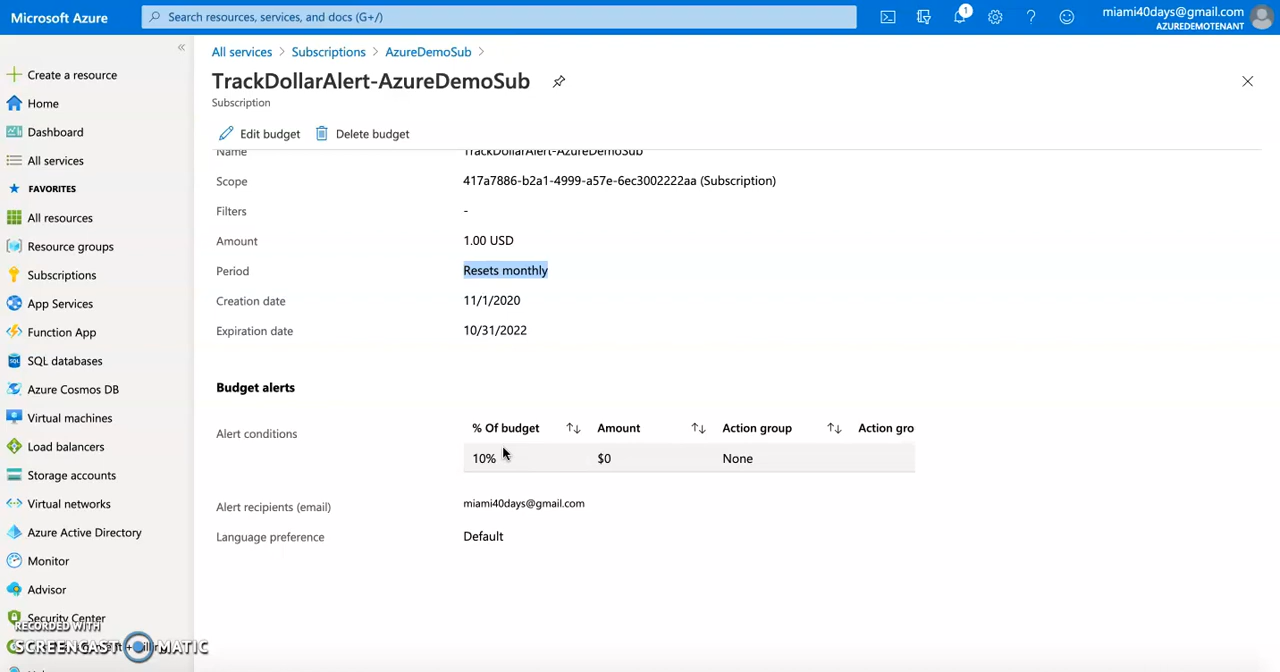 Microsoft Azure
Search resources, services, and docs (G+/)
1
miami40days@gmail.com
AZUREDEMOTENANT
«
Create a resource
Home
Dashboard
All services
FAVORITES
All resources
Resource groups
Subscriptions
App Services
Function App
SQL databases
Azure Cosmos DB
Virtual machines
Load balancers
Storage accounts
Virtual networks
Azure Active Directory
Monitor
Advisor
Security Center
RECORDED WITH
SCREENCAST MATIC
All services > Subscriptions > AzureDemoSub >
TrackDollarAlert-AzureDemoSub
Subscription
Edit budget Delete budget
Name TrackDollarAlert-AzureDemoSub
Scope 417a7886-b2a1-4999-a57e-6ec3002222aa (Subscription)
Filters -
Amount 1.00 USD
Period Resets monthly
Creation date 11/1/2020
Expiration date 10/31/2022
Budget alerts
Alert conditions
% Of budget Amount Action group Action gro
10% $0 None
Alert recipients (email) miami40days@gmail.com
Language preference Default